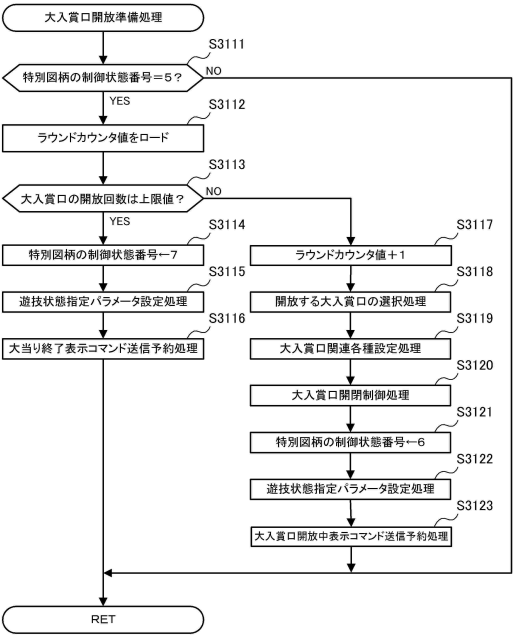 大入賞口開放準備処理
S3111
特別図柄の制御状態番号＝５？
NO
YES
S3112
ラウンドカウンタ値をロード
S3113
大入賞口の開放回数は上限値？
NO
YES
S3114
特別図柄の制御状態番号←７
S3115
遊技状態指定パラメータ設定処理
S3116
大当り終了表示コマンド送信予約処理
S3117
ラウンドカウンタ値＋１
S3118
開放する大入賞口の選択処理
S3119
大入賞口関連各種設定処理
S3120
大入賞口開閉制御処理
S3121
特別図柄の制御状態番号←６
S3122
遊技状態指定パラメータ設定処理
S3123
大入賞口開放中表示コマンド送信予約処理
RET